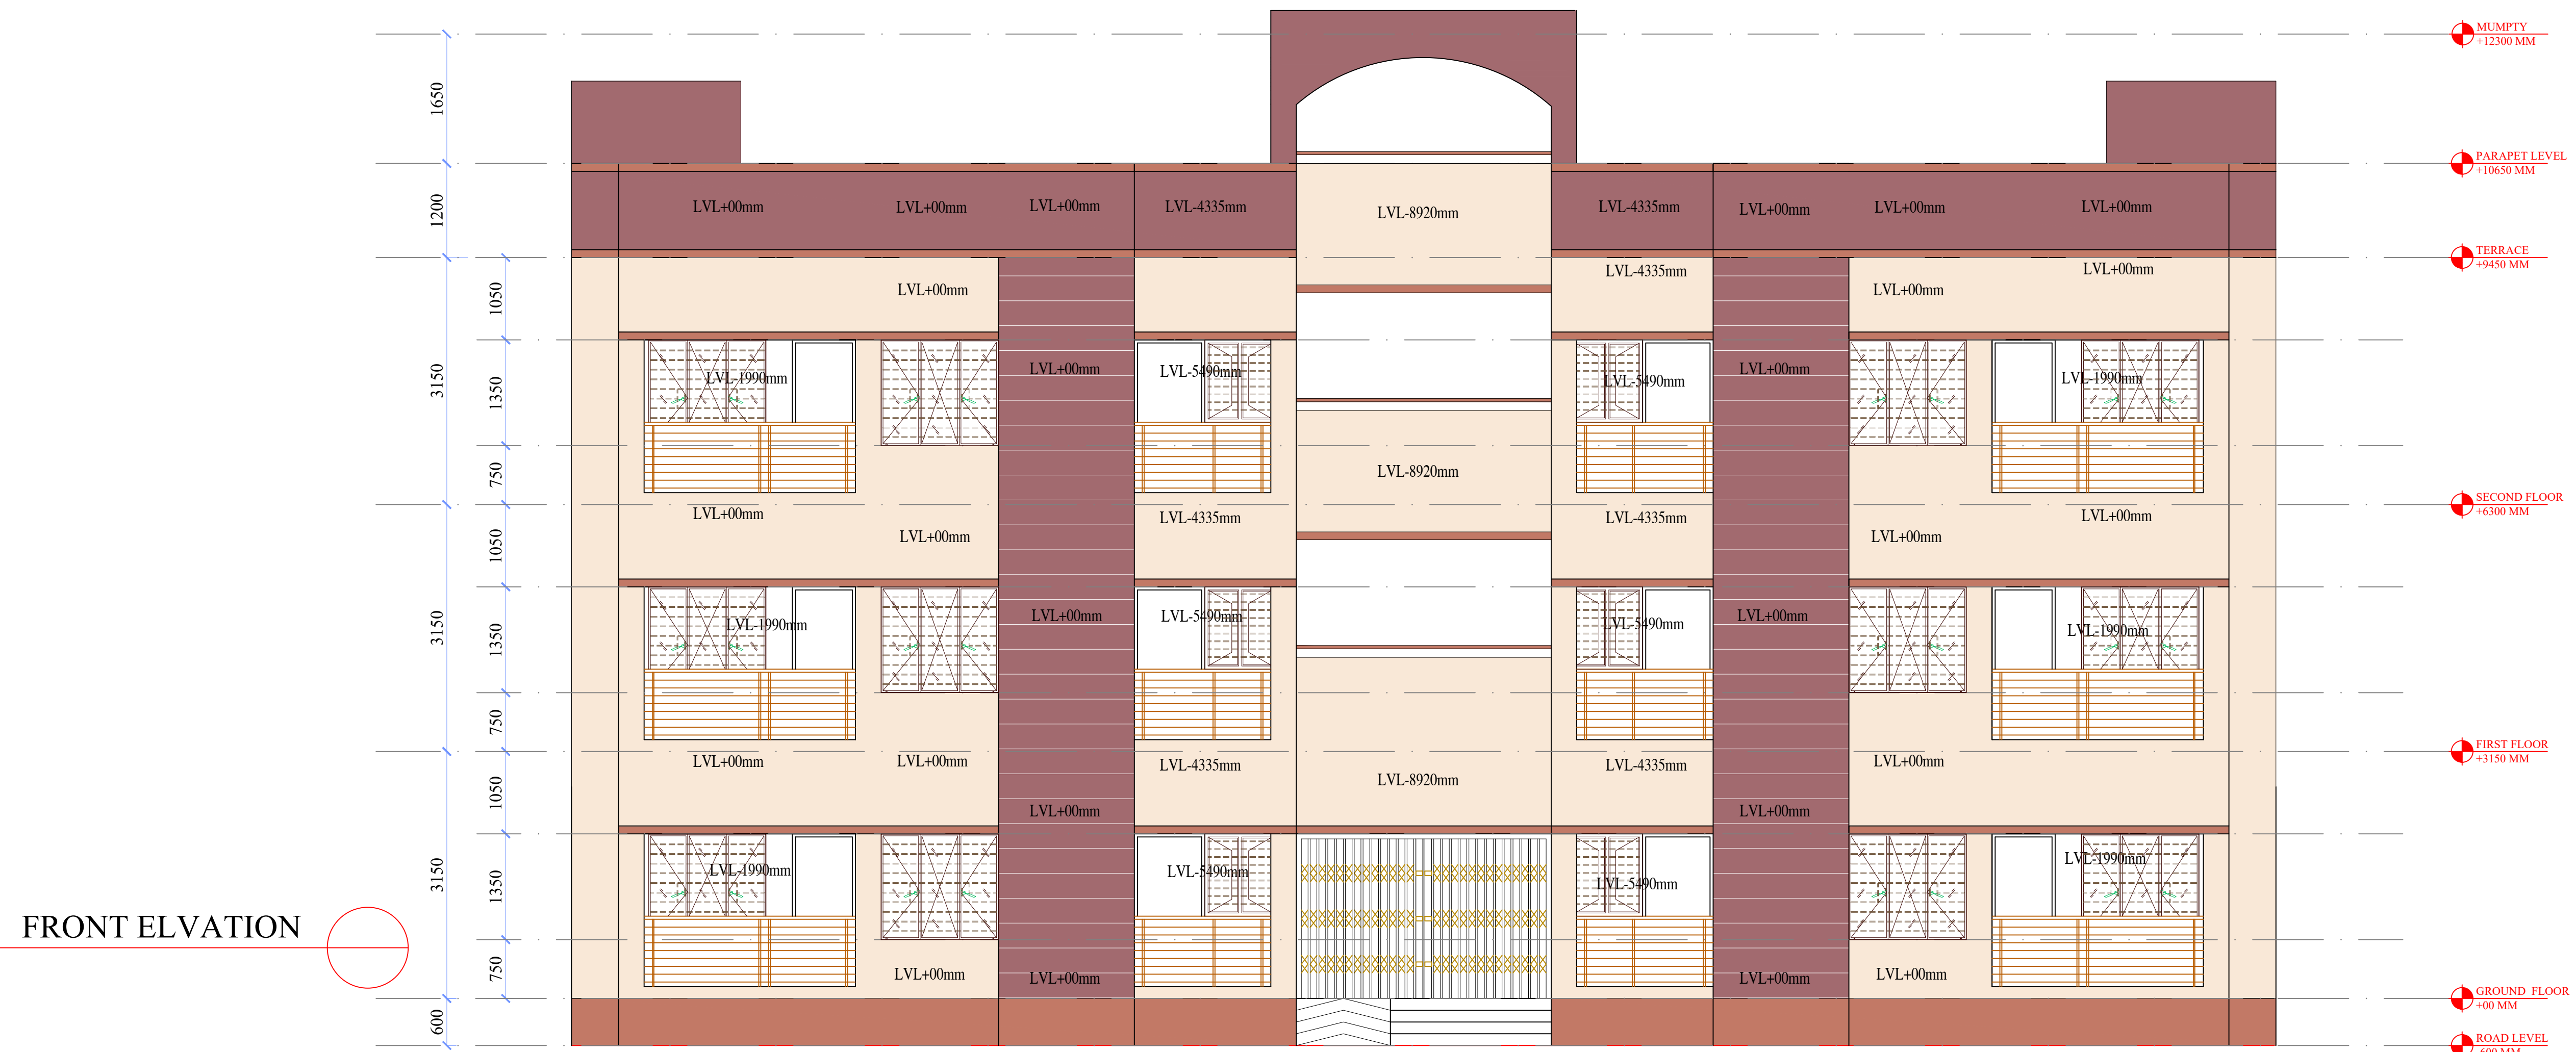 MUMPTY
+12300 MM
1650
PARAPET LEVEL
+10650 MM
1200
LVL+00mm LVL+00mm LVL+00mm LVL-4335mm LVL-8920mm LVL-4335mm LVL+00mm LVL+00mm LVL+00mm
TERRACE
+9450 MM
LVL-4335mm LVL+00mm
1050
LVL+00mm LVL+00mm
3150
1350
LVL-1990mm LVL+00mm LVL-5490mm LVL-5490mm LVL+00mm LVL-1990mm
750
LVL-8920mm
SECOND FLOOR
+6300 MM
LVL+00mm LVL-4335mm LVL-4335mm LVL+00mm
1050
LVL+00mm LVL+00mm
3150
1350
LVL-1990mm LVL+00mm LVL-5490mm LVL-5490mm LVL+00mm LVL-1990mm
750
FIRST FLOOR
+3150 MM
LVL+00mm LVL+00mm LVL-4335mm LVL-8920mm LVL-4335mm LVL+00mm
1050
LVL+00mm LVL+00mm
3150
1350
LVL-1990mm LVL-5490mm LVL-5490mm LVL-1990mm
FRONT ELVATION
750
LVL+00mm LVL+00mm LVL+00mm LVL+00mm
GROUND FLOOR
+00 MM
600
ROAD LEVEL